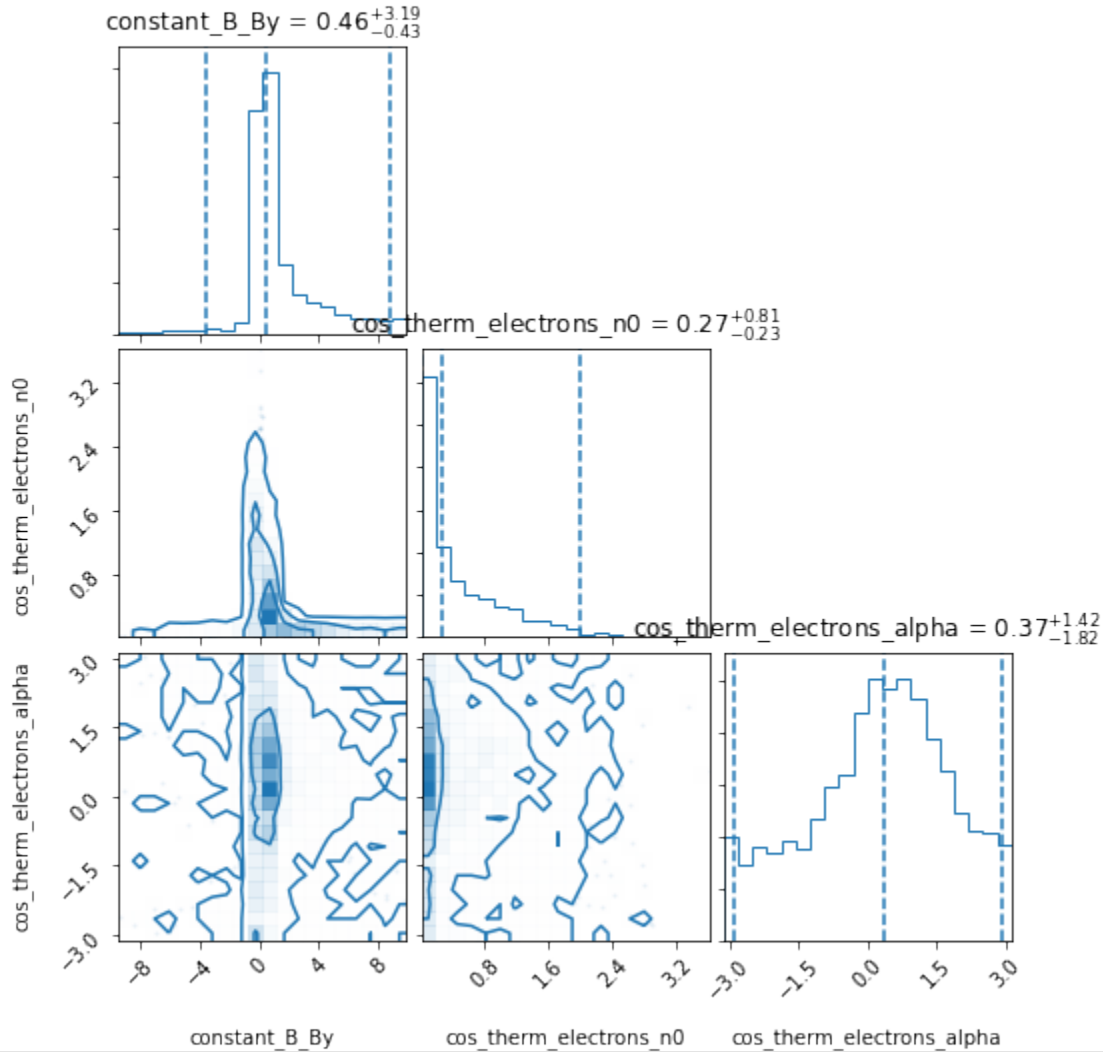 constant_B_By = 0.46+3.19−0.43
cos_therm_electrons_n0 = 0.27+0.81−0.23
cos_therm_electrons_n0
3.2
2.4
1.6
0.8
cos_therm_electrons_alpha = 0.37+1.42−1.82
cos_therm_electrons_alpha
3.0
1.5
0.0
−1.5
−3.0
−8 −4 0 4 8
0.8 1.6 2.4 3.2
−3.0 −1.5 0.0 1.5 3.0
constant_B_By
cos_therm_electrons_n0
cos_therm_electrons_alpha